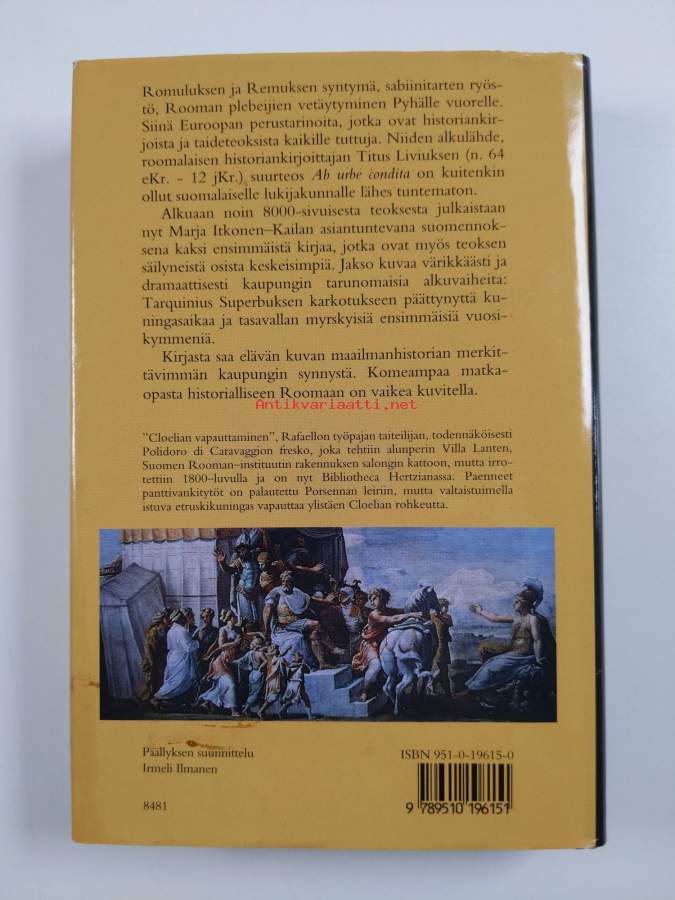 Romuluksen ja Remuksen syntymä, sabiinitarten ryös-
tö, Rooman plebeijien vetäytyminen Pyhälle vuorelle.
Siinä Euroopan perustarinoita, jotka ovat historiankir-
joista ja taideteoksista kaikille tuttuja. Niiden alkulähde,
roomalaisen historiankirjoittajan Titus Liviuksen (n. 64
eKr. - 12 jKr.) suurteos Ab urbe condita on kuitenkin
ollut suomalaiselle lukijakunnalle lähes tuntematon.
Alkuaan noin 8000-sivuisesta teoksesta julkaistaan
nyt Marja Itkonen–Kailan asiantuntevana suomennok-
sena kaksi ensimmäistä kirjaa, jotka ovat myös teoksen
säilyneistä osista keskeisimpiä. Jakso kuvaa värikkäästi ja
dramaattisesti kaupungin tarunomaisia alkuvaiheita:
Tarquinius Superbuksen karkotukseen päättynyttä ku-
ningasaikaa ja tasavallan myrskyisiä ensimmäisiä vuosi-
kymmeniä.
Kirjasta saa elävän kuvan maailmanhistorian merkit-
tävimmän kaupungin synnystä. Komeampaa matka-
opasta historialliseen Roomaan on vaikea kuvitella.
Antikvariaatti.net
"Cloelian vapauttaminen", Rafaellon työpajan taiteilijan, todennäköisesti
Polidoro di Caravaggion fresko, joka tehtiin alunperin Villa Lanten,
Suomen Rooman–instituutin rakennuksen salongin kattoon, mutta irro-
tettiin 1800–luvulla ja on nyt Bibliotheca Hertzianassa. Paenneet
panttivankitytöt on palautettu Porsennan leiriin, mutta valtaistuimella
istuva etruskikuningas vapauttaa ylistäen Cloelian rohkeutta.
Päällyksen suunnittelu
Irmeli Ilmanen
8481
ISBN 951-0-19615-0
9 789510 196151